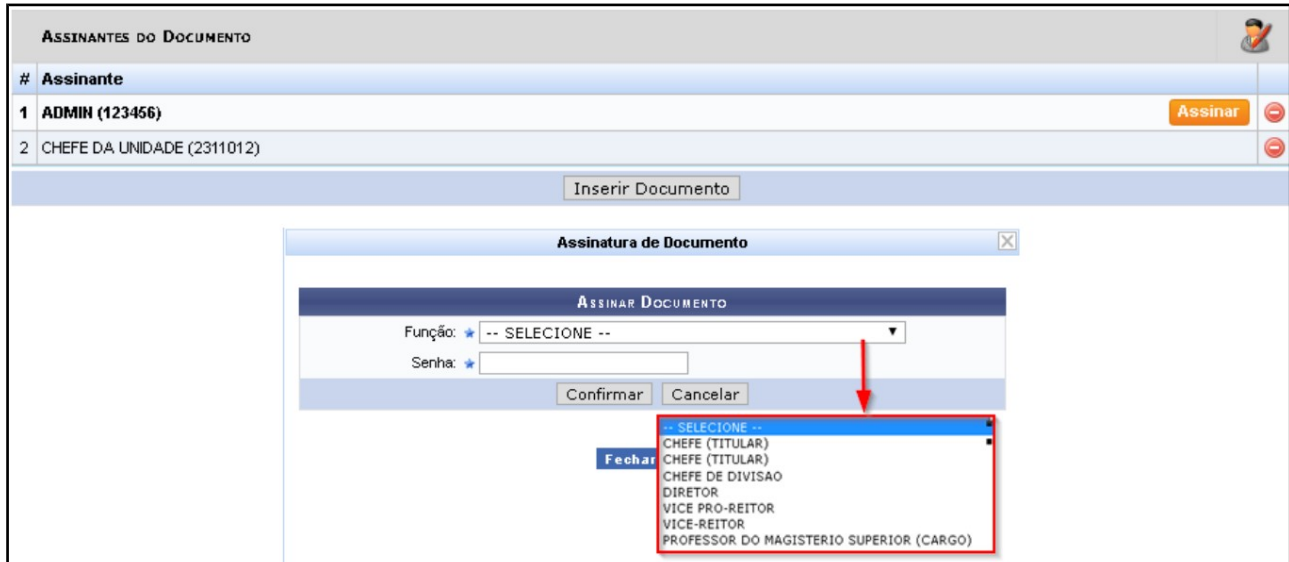 ASSINANTES DO DOCUMENTO
# Assinante
1 ADMIN (123456) Assinar
2 CHEFE DA UNIDADE (2311012)
Inserir Documento
Assinatura de Documento
ASSINAR DOCUMENTO
Função: -- SELECIONE --
Senha:
Confirmar Cancelar
-- SELECIONE --
CHEFE (TITULAR)
Fechar CHEFE (TITULAR)
CHEFE DE DIVISAO
DIRETOR
VICE PRO-REITOR
VICE-REITOR
PROFESSOR DO MAGISTERIO SUPERIOR (CARGO)